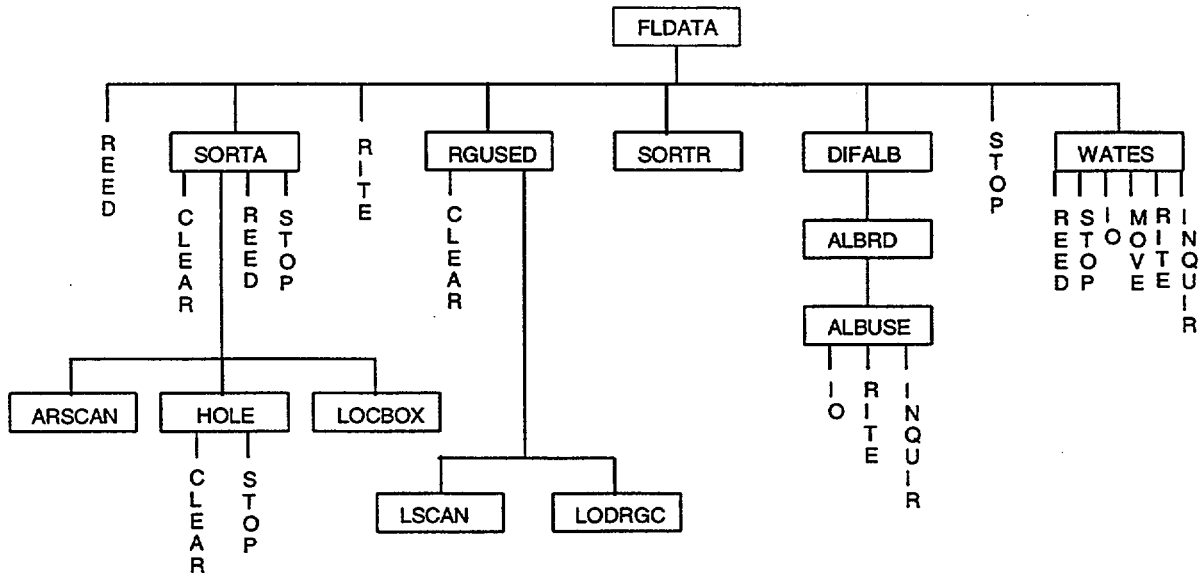 FLDATA
REED
SORTA
RITE
RGUSED
SORTR
DIFALB
STOP
WATES
CLEAR
REED
STOP
CLEAR
REED
STOP
IO
MOVE
RITE
INQUIR
ALBRD
ALBUSE
IO
RITE
INQUIR
ARSCAN
HOLE
LOCBOX
CLEAR
STOP
LSCAN
LODRGC